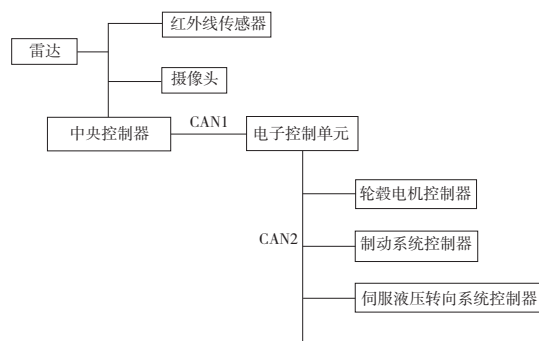 红外线传感器
雷达
摄像头
中央控制器
CAN1
电子控制单元
轮毂电机控制器
CAN2
制动系统控制器
伺服液压转向系统控制器